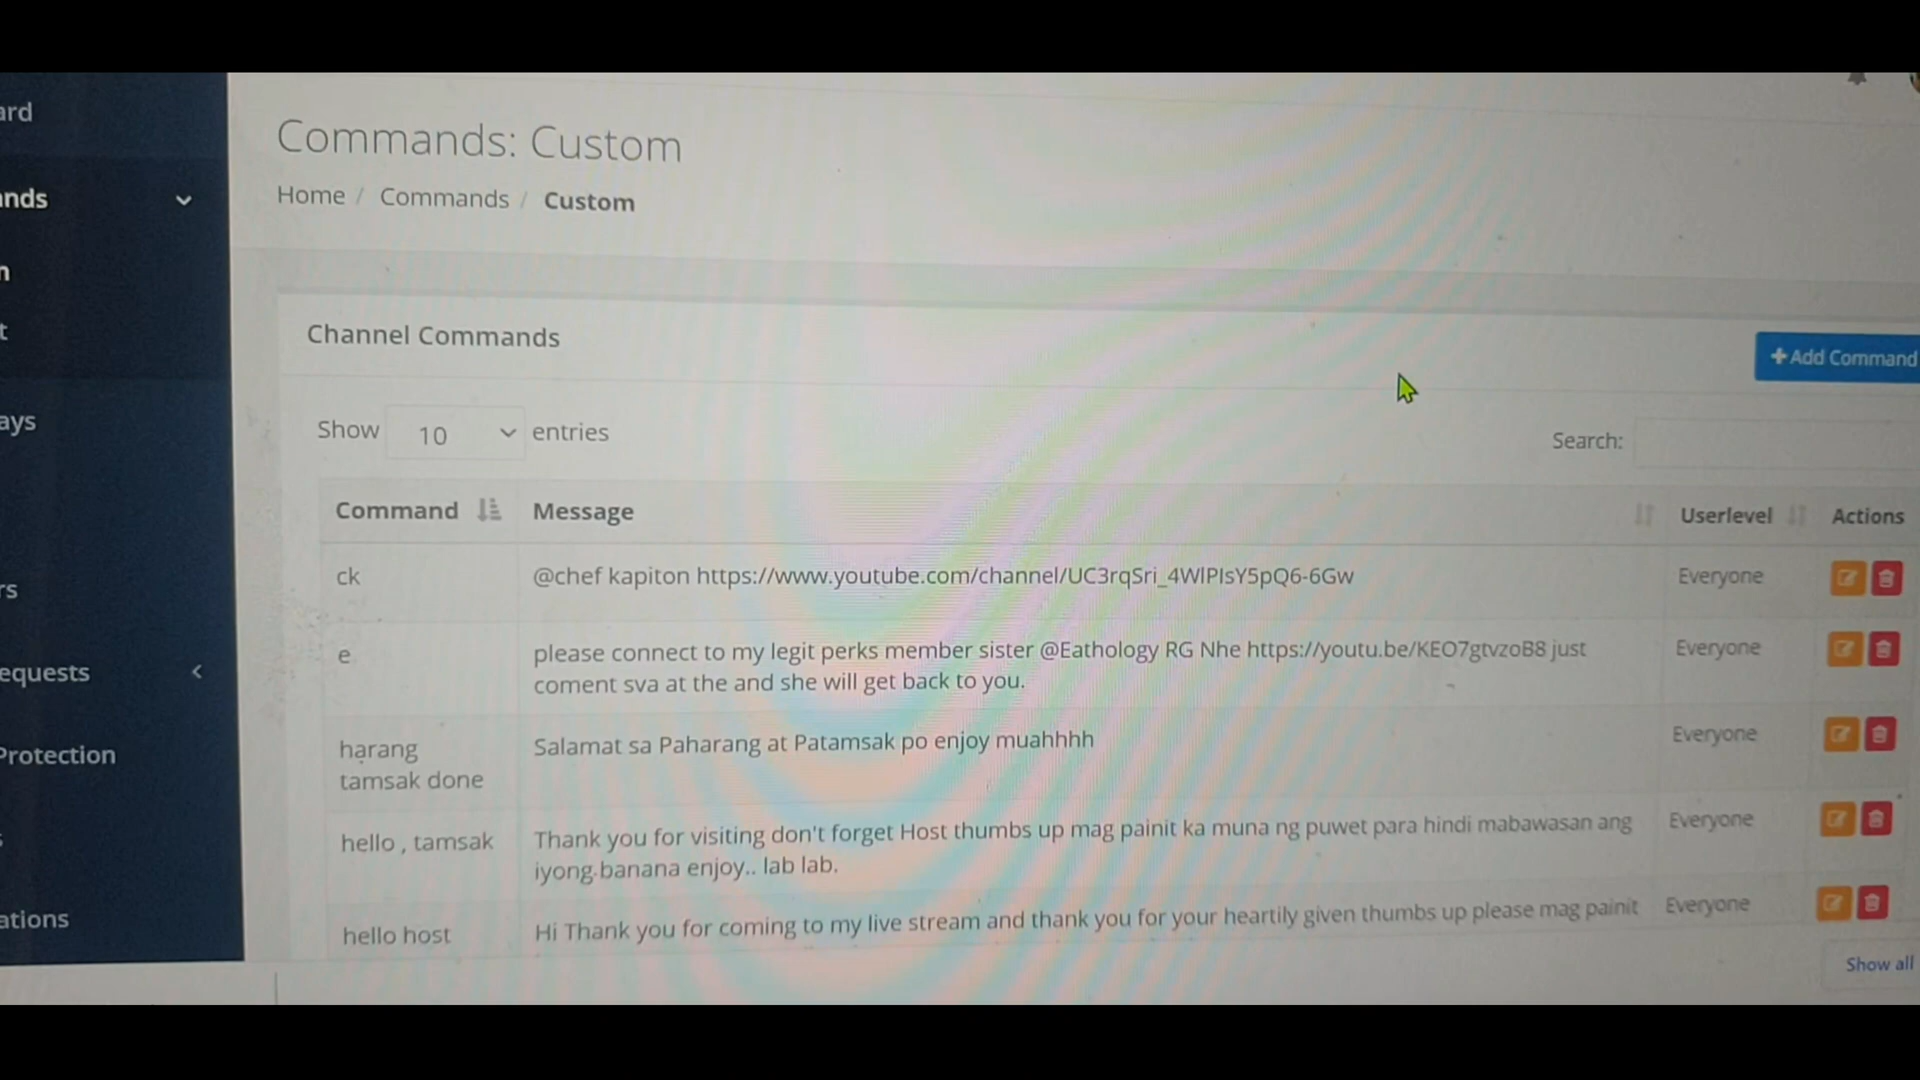 ard
Commands: Custom
nds
Home / Commands / Custom
n
t
Channel Commands
+Add Command
ays
Show 10 entries
Search:
Command Message Userlevel Actions
ck @chef kapiton https://www.youtube.com/channel/UC3rqSri_4WlPIsY5pQ6-6Gw Everyone
rs
e please connect to my legit perks member sister @Eathology RG Nhe https://youtu.be/KEO7gtvzoB8 just Everyone
coment sva at the and she will get back to you.
equests
harang Salamat sa Paharang at Patamsak po enjoy muahhhh Everyone
tamsak done
Protection
hello , tamsak Thank you for visiting don't forget Host thumbs up mag painit ka muna ng puwet para hindi mabawasan ang Everyone
iyong banana enjoy.. lab lab.
ations
hello host Hi Thank you for coming to my live stream and thank you for your heartily given thumbs up please mag painit Everyone
Show all